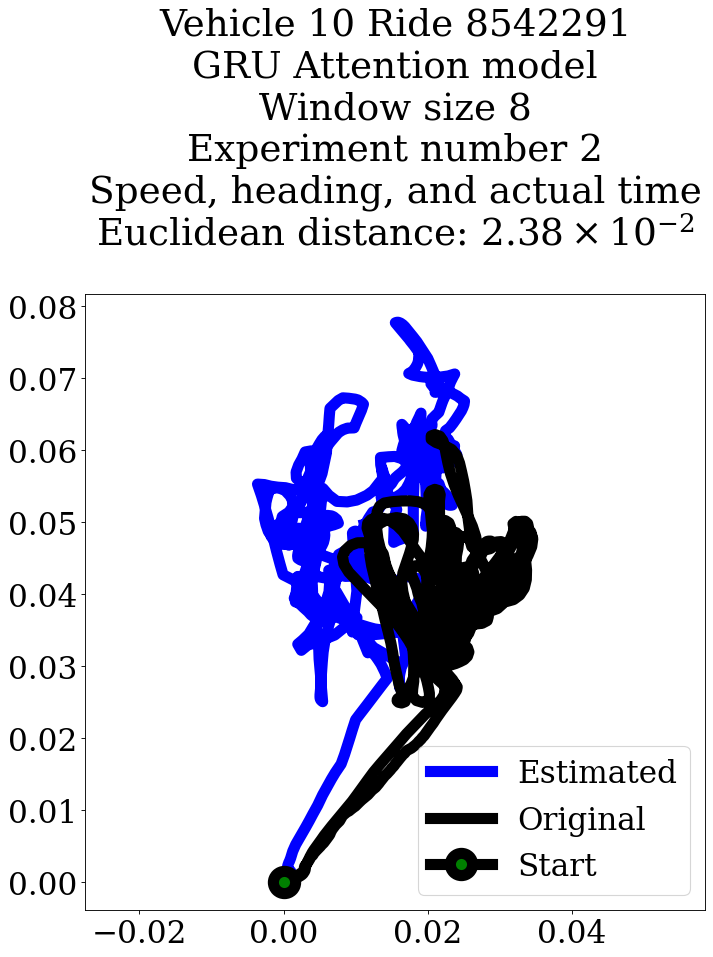 Vehicle 10 Ride 8542291
GRU Attention model
Window size 8
Experiment number 2
Speed, heading, and actual time
Euclidean distance: 2.38 × 10⁻²
0.08
0.07
0.06
0.05
0.04
0.03
0.02
0.01
0.00
Estimated
Original
Start
−0.02
0.00
0.02
0.04